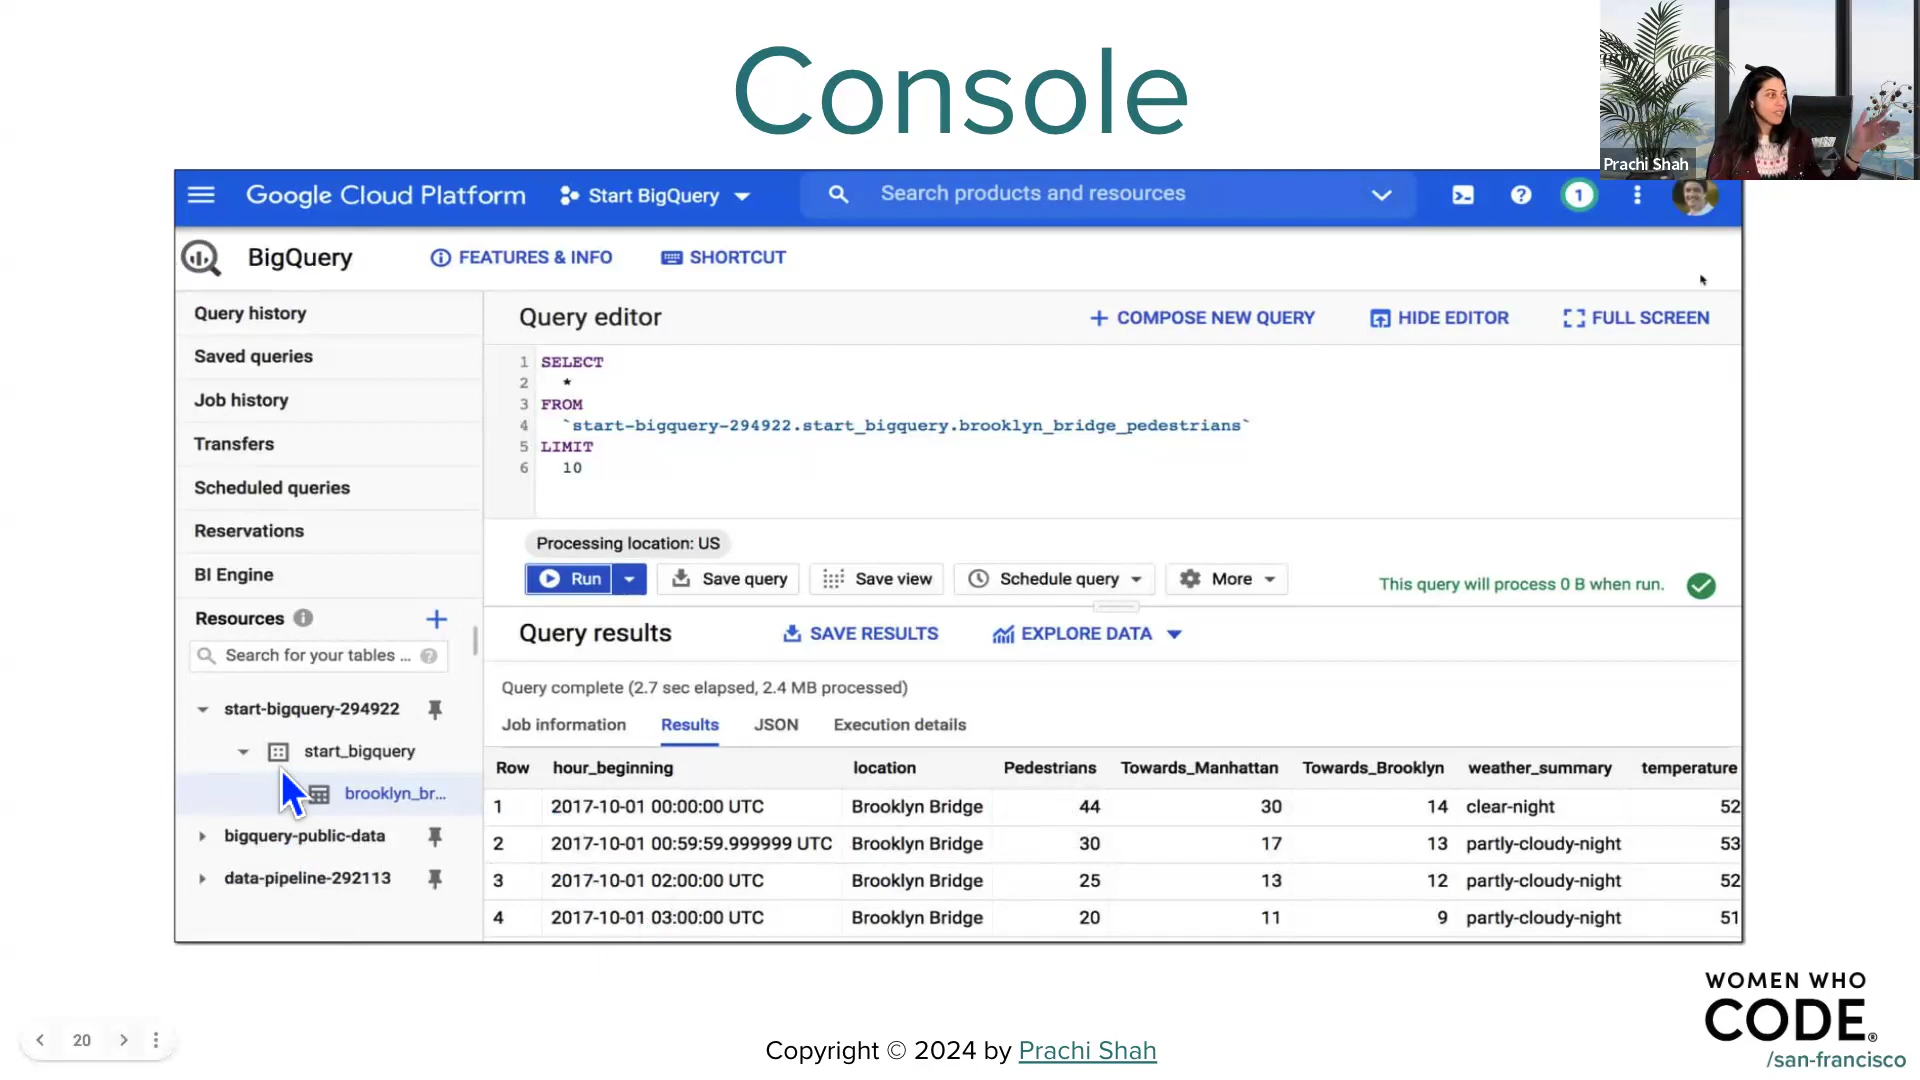 Console
Prachi Shah
Google Cloud Platform
Start BigQuery
Search products and resources
1
BigQuery
FEATURES & INFO
SHORTCUT
Query history
Saved queries
Job history
Transfers
Scheduled queries
Reservations
BI Engine
Resources
Search for your tables ...
start-bigquery-294922
start_bigquery
brooklyn_br...
bigquery-public-data
data-pipeline-292113
Query editor
COMPOSE NEW QUERY
HIDE EDITOR
FULL SCREEN
1 SELECT
2 *
3 FROM
4 `start-bigquery-294922.start_bigquery.brooklyn_bridge_pedestrians`
5 LIMIT
6 10
Processing location: US
Run
Save query
Save view
Schedule query
More
This query will process 0 B when run.
Query results
SAVE RESULTS
EXPLORE DATA
Query complete (2.7 sec elapsed, 2.4 MB processed)
Job information Results JSON Execution details
Row hour_beginning location Pedestrians Towards_Manhattan Towards_Brooklyn weather_summary temperature
1 2017-10-01 00:00:00 UTC Brooklyn Bridge 44 30 14 clear-night 52
2 2017-10-01 00:59:59.999999 UTC Brooklyn Bridge 30 17 13 partly-cloudy-night 53
3 2017-10-01 02:00:00 UTC Brooklyn Bridge 25 13 12 partly-cloudy-night 52
4 2017-10-01 03:00:00 UTC Brooklyn Bridge 20 11 9 partly-cloudy-night 51
WOMEN WHO
CODE®
/san-francisco
20
Copyright © 2024 by Prachi Shah